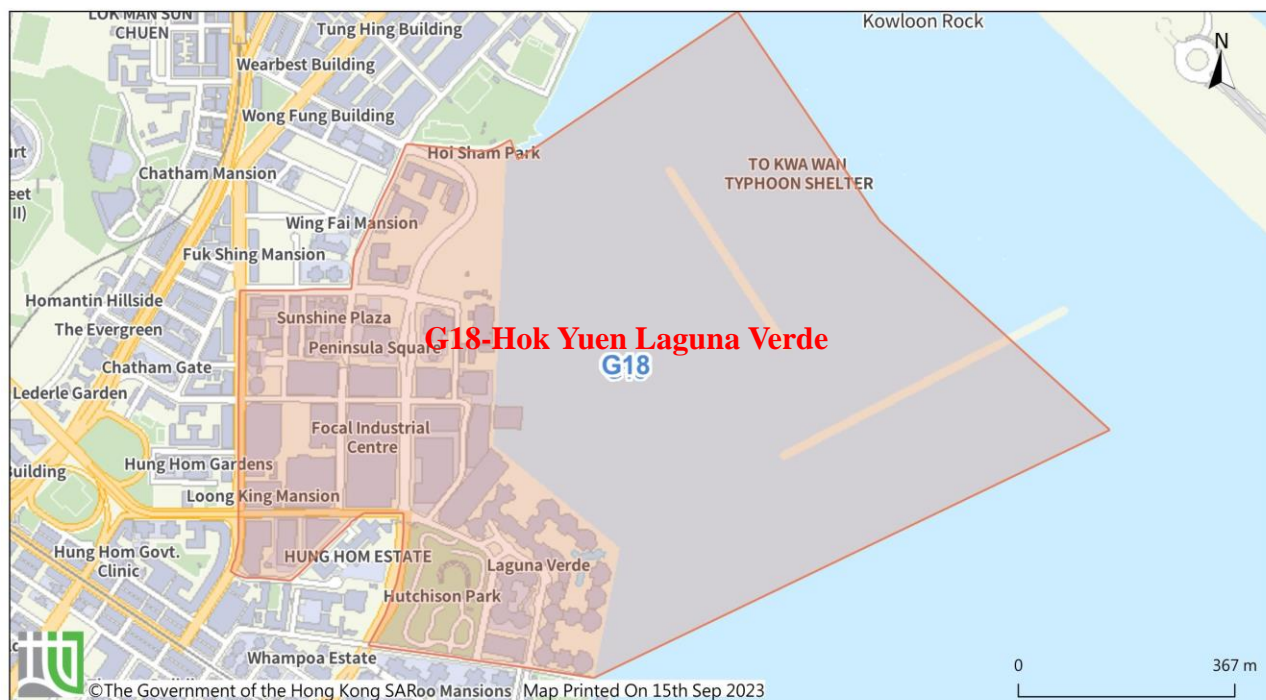 LOK MAN SUN
CHUEN
Tung Hing Building
Kowloon Rock
N
Wearbest Building
Wong Fung Building
Hoi Sham Park
TO KWA WAN
TYPHOON SHELTER
Chatham Mansion
II)
Wing Fai Mansion
Fuk Shing Mansion
Homantin Hillside
Sunshine Plaza
The Evergreen
G18-Hok Yuen Laguna Verde
Peninsula Square
G18
Chatham Gate
Lederle Garden
Focal Industrial
Centre
Hung Hom Gardens
Building
Loong King Mansion
Hung Hom Govt.
Clinic
HUNG HOM ESTATE
Laguna Verde
Hutchison Park
Whampoa Estate
0
367 m
©The Government of the Hong Kong SAR
oo Mansions
Map Printed On 15th Sep 2023